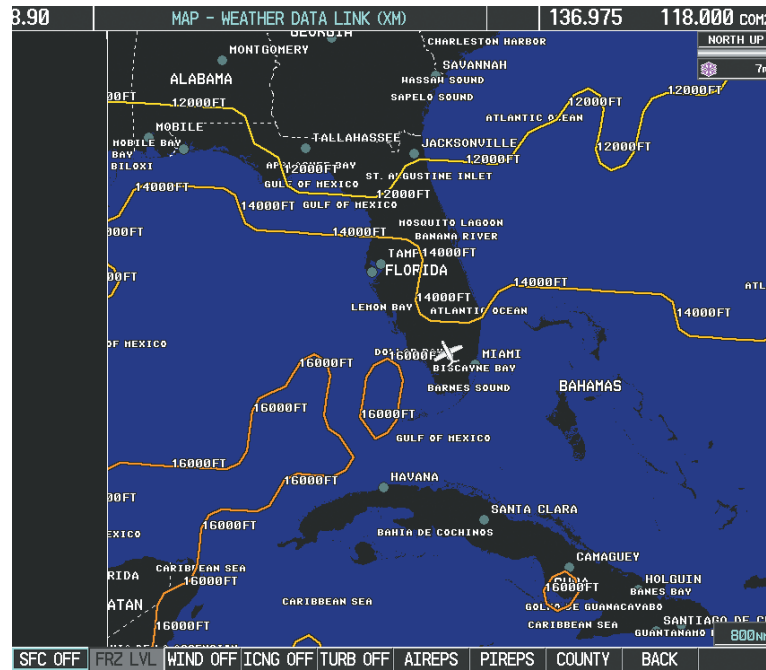 8.90 MAP – WEATHER DATA LINK (XM) 136.975 118.000 COM2
NORTH UP
GEORGIA
CHARLESTON HARBOR
MONTGOMERY
SAVANNAH
WASSAW SOUND
ALABAMA
SAPELO SOUND
12000FT
12000FT
12000FT
ATLANTIC OCEAN
MOBILE
TALLAHASSEE
JACKSONVILLE
12000FT
MOBILE BAY
BAY
BILOXI
12000FT
12000FT
ST. AUGUSTINE INLET
GULF OF MEXICO
14000FT
12000FT
14000FT
GULF OF MEXICO
MOSQUITO LAGOON
14000FT
BANANA RIVER
14000FT
FLORIDA
14000FT
14000FT
LEMON BAY
ATLANTIC OCEAN
14000FT
OF MEXICO
16000FT
MIAMI
16000FT
BISCAYNE BAY
BARNES SOUND
BAHAMAS
16000FT
16000FT
GULF OF MEXICO
16000FT
HAVANA
16000FT
SANTA CLARA
16000FT
BAHIA DE COCHINOS
CAMAGUEY
CARIBBEAN SEA
16000FT
HOLGUIN
16000FT
BANES BAY
CARIBBEAN SEA
GOLFO DE GUANACAYABO
16000FT
CARIBBEAN SEA
SANTIAGO DE C
GUANTANAMO
800NM
SFC OFF FRZ LVL WIND OFF ICNG OFF TURB OFF AIREPS PIREPS COUNTY BACK